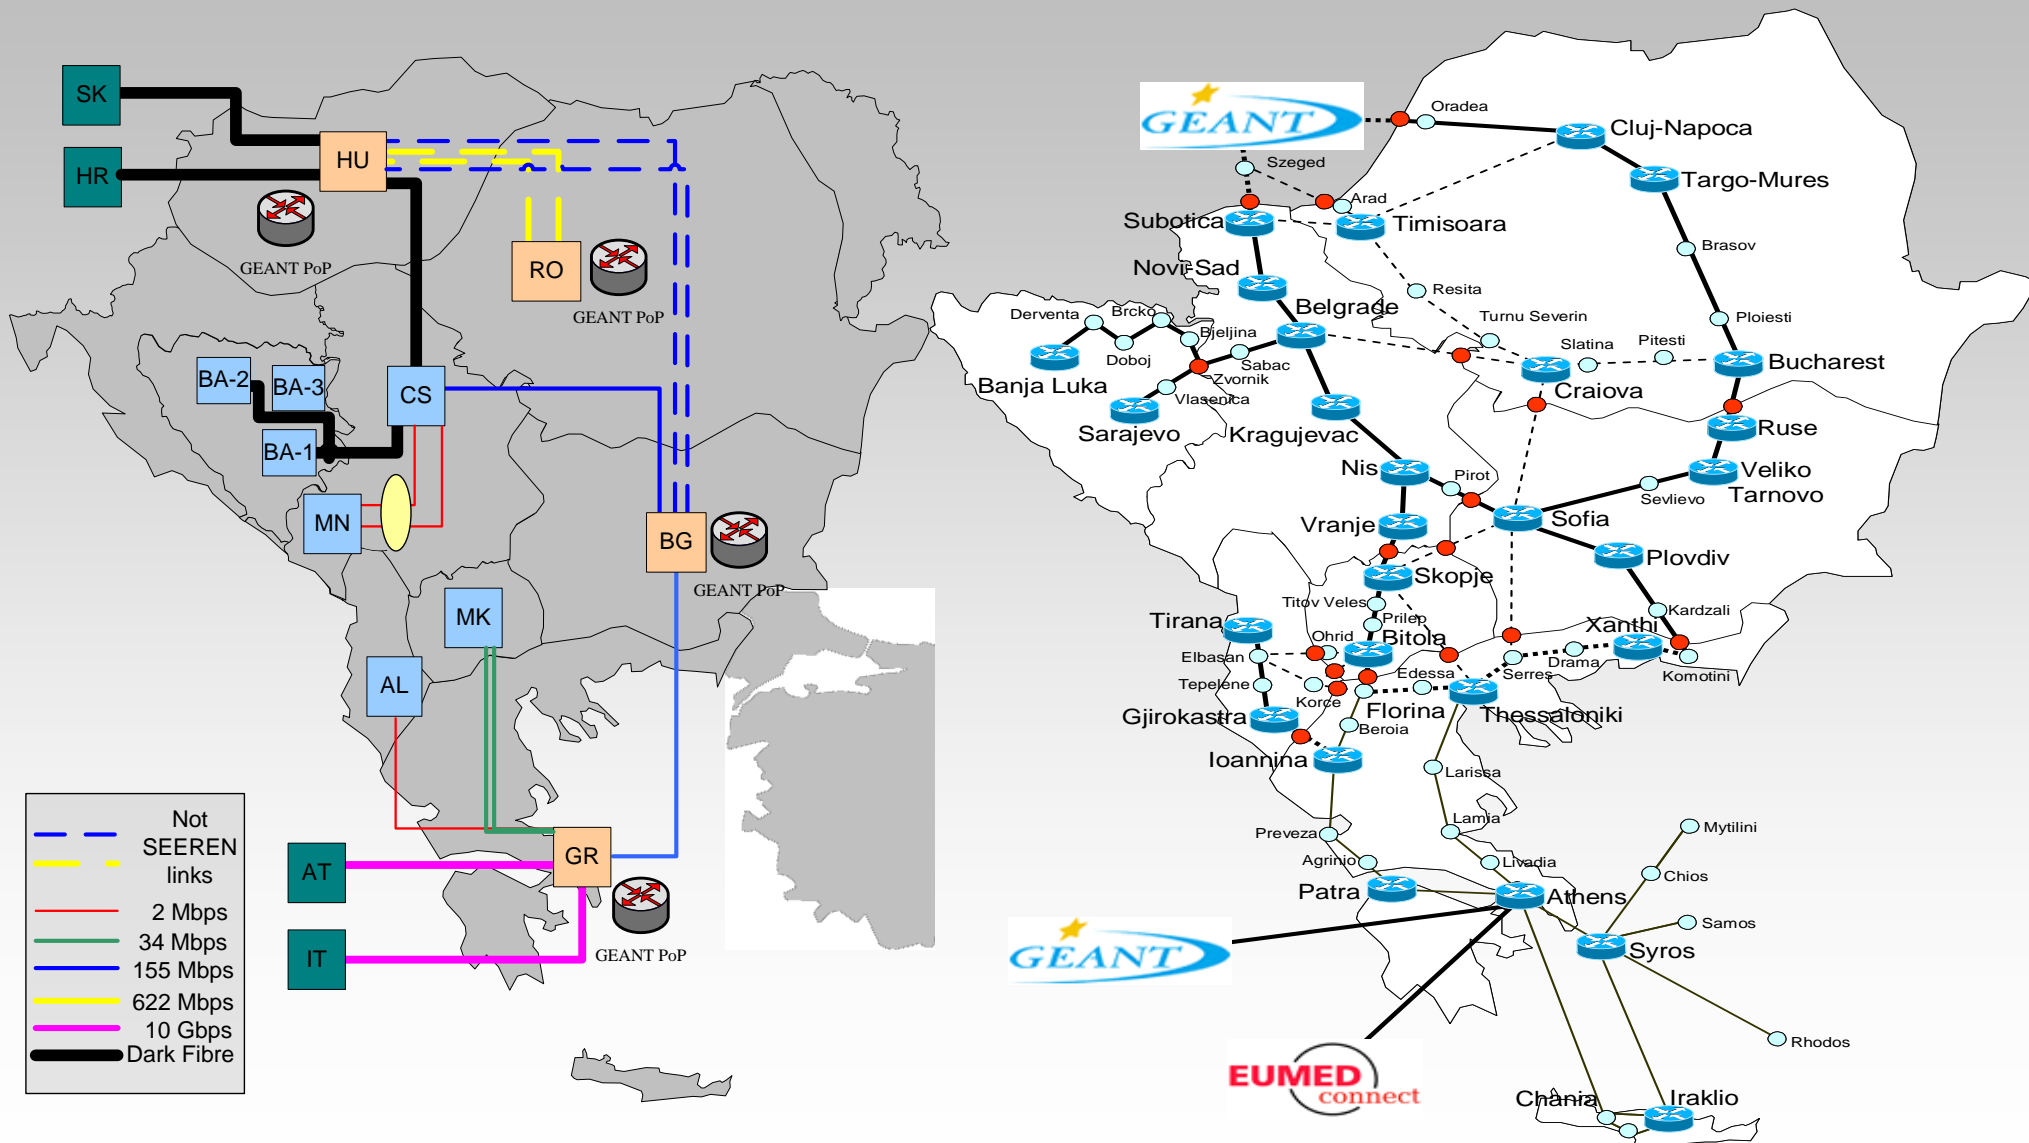 SK
HR
HU
GEANT PoP
RO
GEANT PoP
BA-2
BA-3
CS
BA-1
MN
BG
GEANT PoP
MK
AL
GR
GEANT PoP
AT
IT
Not
SEEREN
links
2 Mbps
34 Mbps
155 Mbps
622 Mbps
10 Gbps
Dark Fibre
GEANT
Oradea
Cluj-Napoca
Szeged
Targo-Mures
Arad
Subotica
Timisoara
Brasov
Novi-Sad
Resita
Belgrade
Derventa
Brcko
Turnu Severin
Ploiesti
Bjeljina
Doboj
Slatina
Pitesti
Sabac
Bucharest
Banja Luka
Zvornik
Craiova
Vlasenica
Sarajevo
Kragujevac
Ruse
Nis
Pirot
Veliko
Tarnovo
Sevlievo
Sofia
Vranje
Plovdiv
Skopje
Titov Veles
Prilep
Kardzali
Tirana
Xanthi
Ohrid
Bitola
Elbasan
Drama
Edessa
Serres
Komotini
Tepelene
Korce
Gjirokastra
Florina
Thessaloniki
Beroia
Ioannina
Larissa
Lamia
Preveza
Mytilini
Agrinio
Livadia
Chios
Patra
Athens
Samos
GEANT
Syros
Rhodos
EUMED
connect
Chania
Iraklio